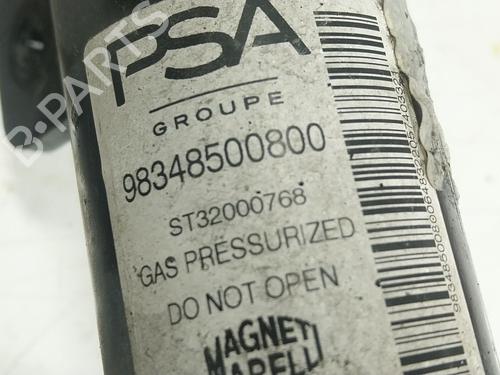 B-PARTS
PSA
GROUPE
98348500800
ST32000768
GAS PRESSURIZED
DO NOT OPEN
MAGNETI
MARELLI